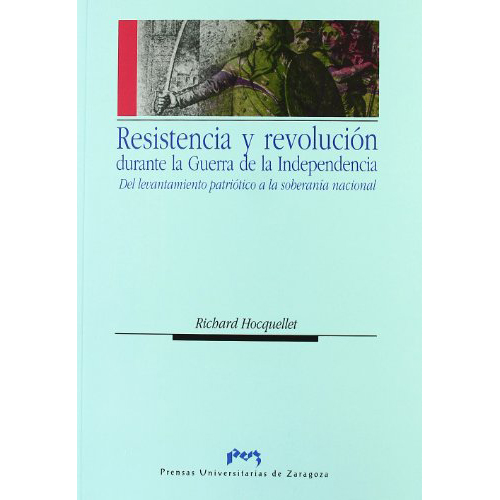 Resistencia y revolución
durante la Guerra de la Independencia
Del levantamiento patriótico a la soberanía nacional
Richard Hocquellet
puz
Prensas Universitarias de Zaragoza